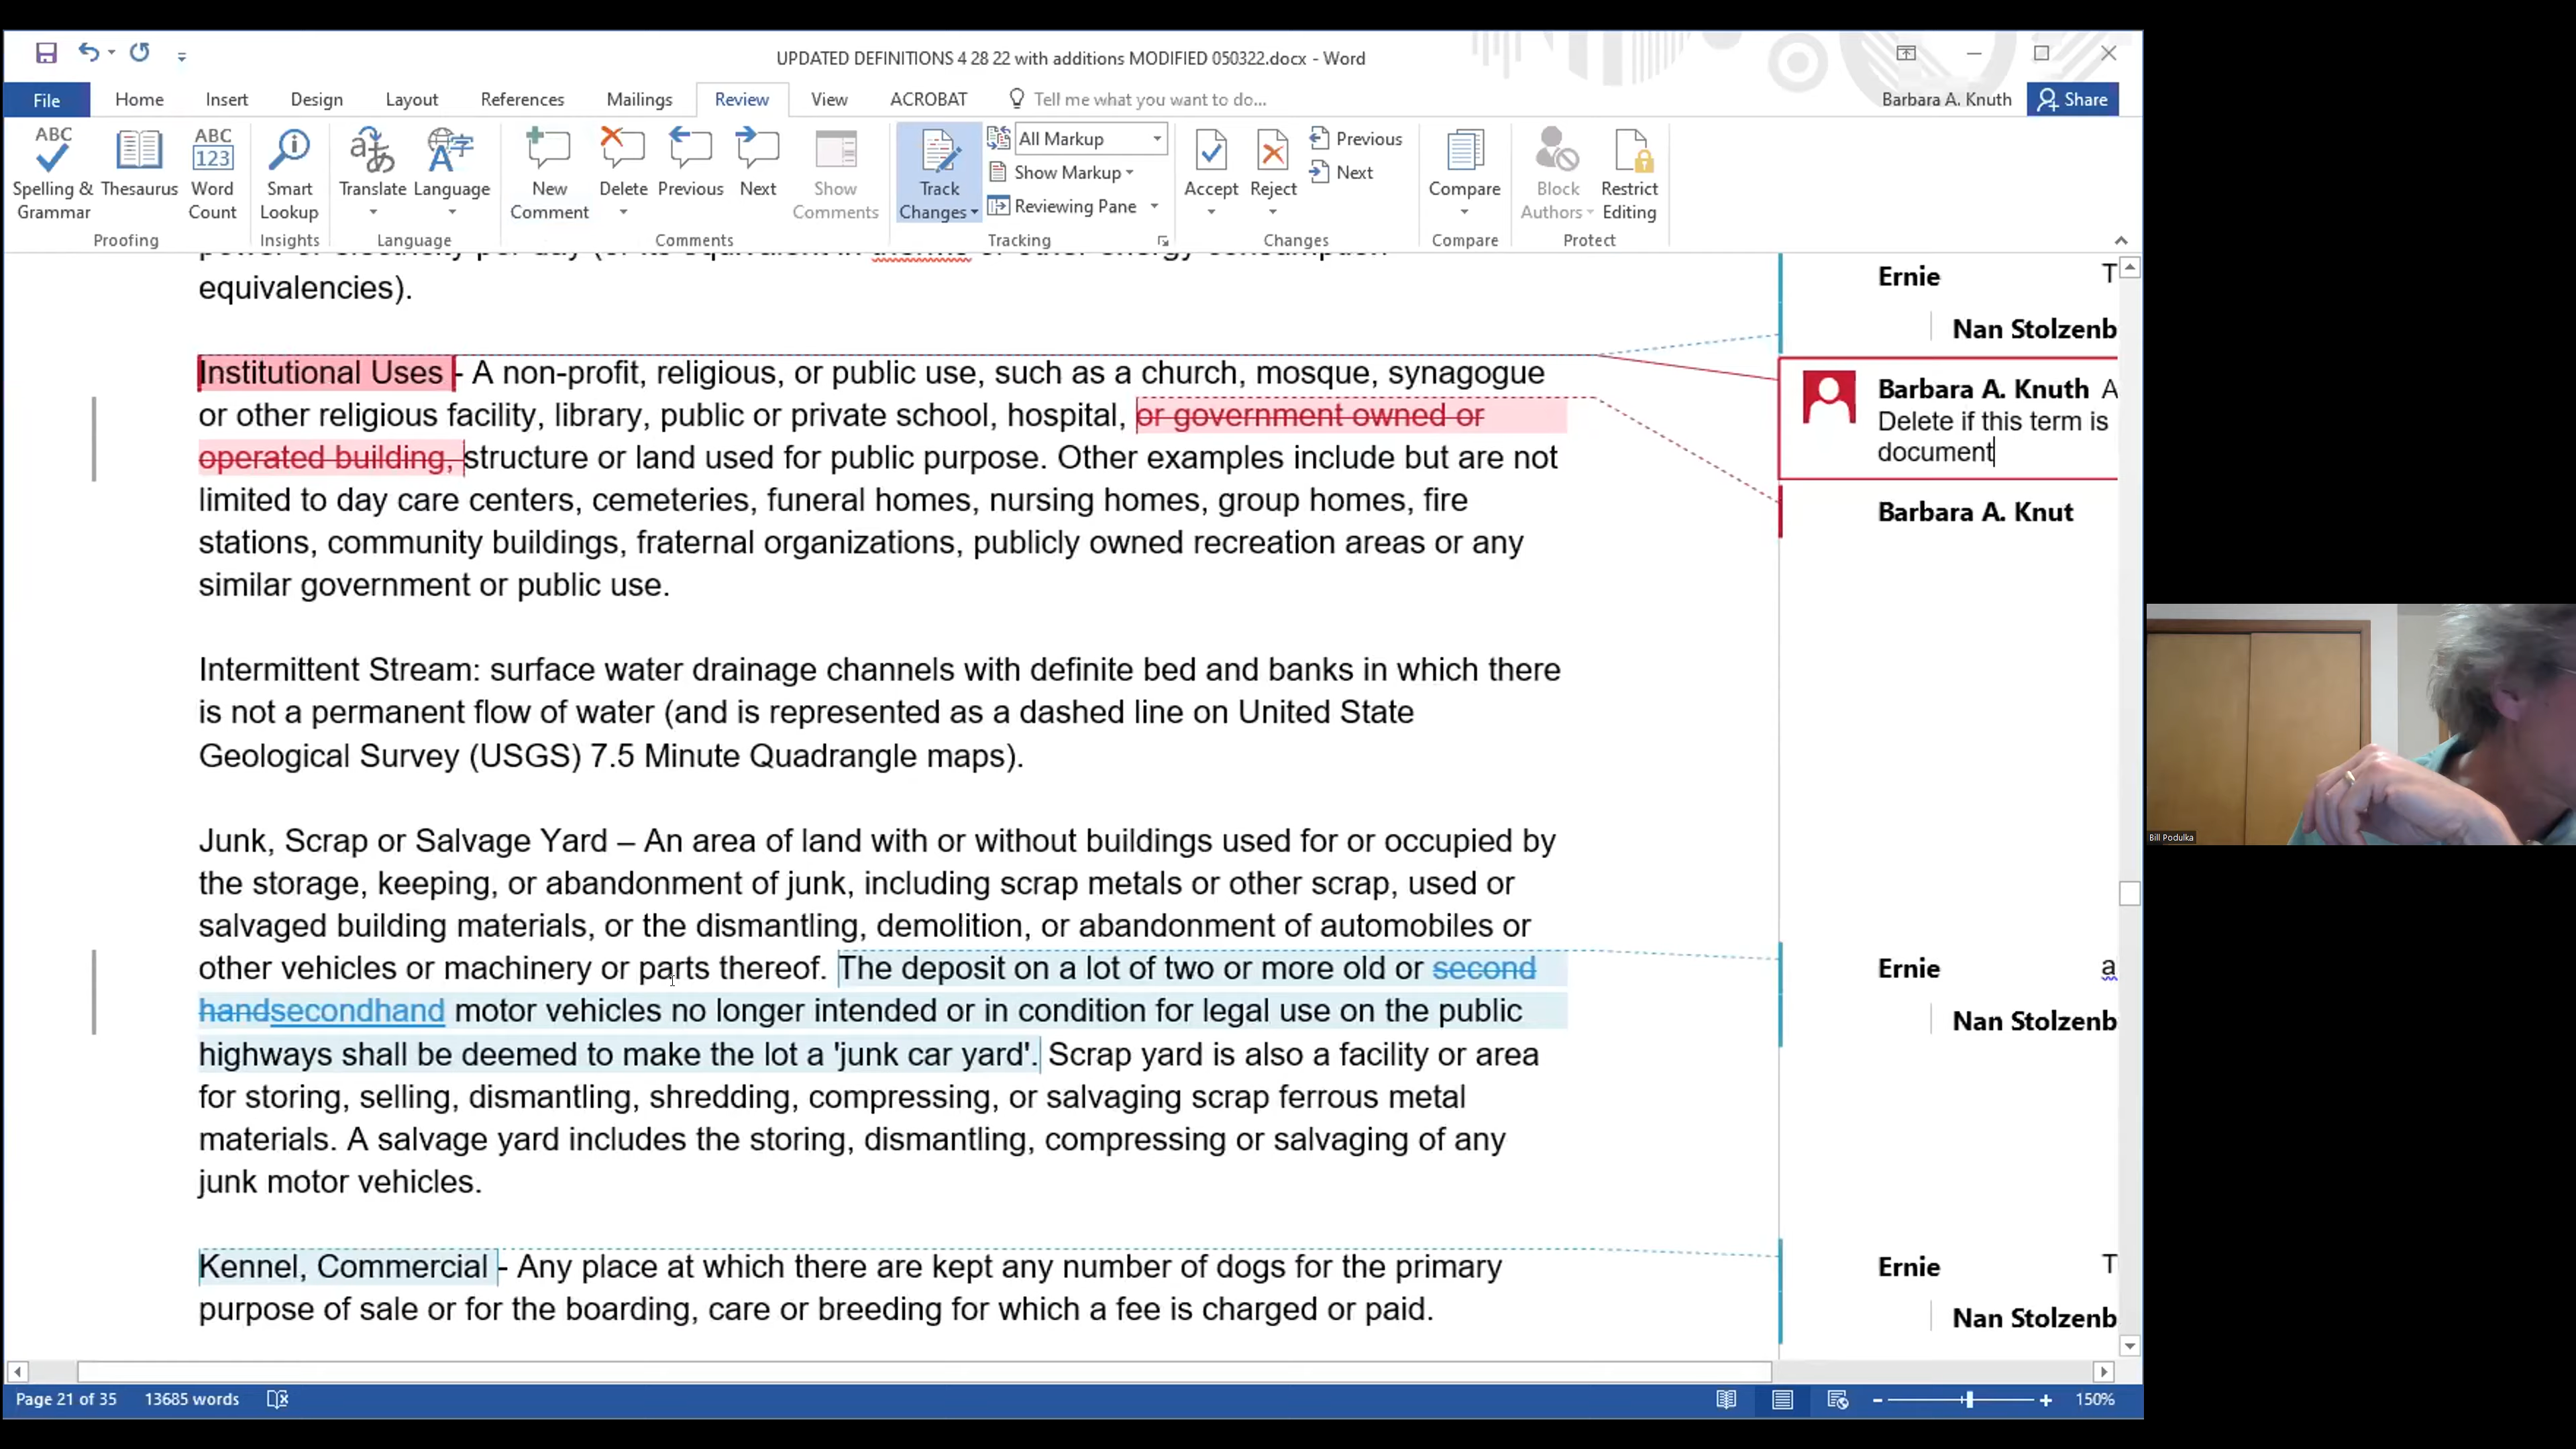 UPDATED DEFINITIONS 4 28 22 with additions MODIFIED 050322.docx - Word
File Home Insert Design Layout References Mailings Review View ACROBAT Tell me what you want to do... Barbara A. Knuth Share
Spelling & Grammar Thesaurus Word Count Smart Lookup Translate Language New Comment Delete Previous Next Show Comments Track Changes All Markup Show Markup Reviewing Pane Accept Reject Previous Next Compare Block Authors Restrict Editing
Proofing Insights Language Comments Tracking Changes Compare Protect
equivalencies).
Institutional Uses - A non-profit, religious, or public use, such as a church, mosque, synagogue
or other religious facility, library, public or private school, hospital, or government owned or
operated building, structure or land used for public purpose. Other examples include but are not
limited to day care centers, cemeteries, funeral homes, nursing homes, group homes, fire
stations, community buildings, fraternal organizations, publicly owned recreation areas or any
similar government or public use.
Intermittent Stream: surface water drainage channels with definite bed and banks in which there
is not a permanent flow of water (and is represented as a dashed line on United State
Geological Survey (USGS) 7.5 Minute Quadrangle maps).
Junk, Scrap or Salvage Yard – An area of land with or without buildings used for or occupied by
the storage, keeping, or abandonment of junk, including scrap metals or other scrap, used or
salvaged building materials, or the dismantling, demolition, or abandonment of automobiles or
other vehicles or machinery or parts thereof. The deposit on a lot of two or more old or second
handsecondhand motor vehicles no longer intended or in condition for legal use on the public
highways shall be deemed to make the lot a 'junk car yard'. Scrap yard is also a facility or area
for storing, selling, dismantling, shredding, compressing, or salvaging scrap ferrous metal
materials. A salvage yard includes the storing, dismantling, compressing or salvaging of any
junk motor vehicles.
Kennel, Commercial - Any place at which there are kept any number of dogs for the primary
purpose of sale or for the boarding, care or breeding for which a fee is charged or paid.
Ernie T
Nan Stolzenb
Barbara A. Knuth A
Delete if this term is
document
Barbara A. Knut
Ernie a
Nan Stolzenb
Ernie T
Nan Stolzenb
Page 21 of 35 13685 words 150%
Bill Podulka